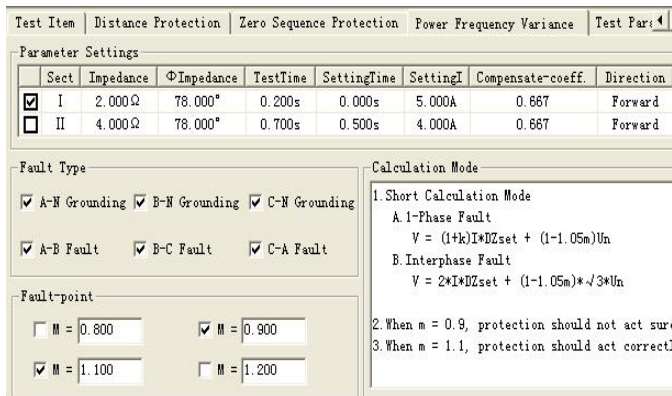 Test Item Distance Protection Zero Sequence Protection Power Frequency Variance Test Para
Parameter Settings
Sect Impedance ΦImpedance TestTime SettingTime SettingI Compensate-coeff. Direction
I 2.000Ω 78.000° 0.200s 0.000s 5.000A 0.667 Forward
II 4.000Ω 78.000° 0.700s 0.500s 4.000A 0.667 Forward
Fault Type
A-N Grounding B-N Grounding C-N Grounding
A-B Fault B-C Fault C-A Fault
Fault-point
M = 0.800 M = 0.900
M = 1.100 M = 1.200
Calculation Mode
1.Short Calculation Mode
A.1-Phase Fault
V = (1+k)I*DZset + (1-1.05m)Un
B.Interphase Fault
V = 2*I*DZset + (1-1.05m)*√3*Un
2.When m = 0.9, protection should not act sure
3.When m = 1.1, protection should act correctl